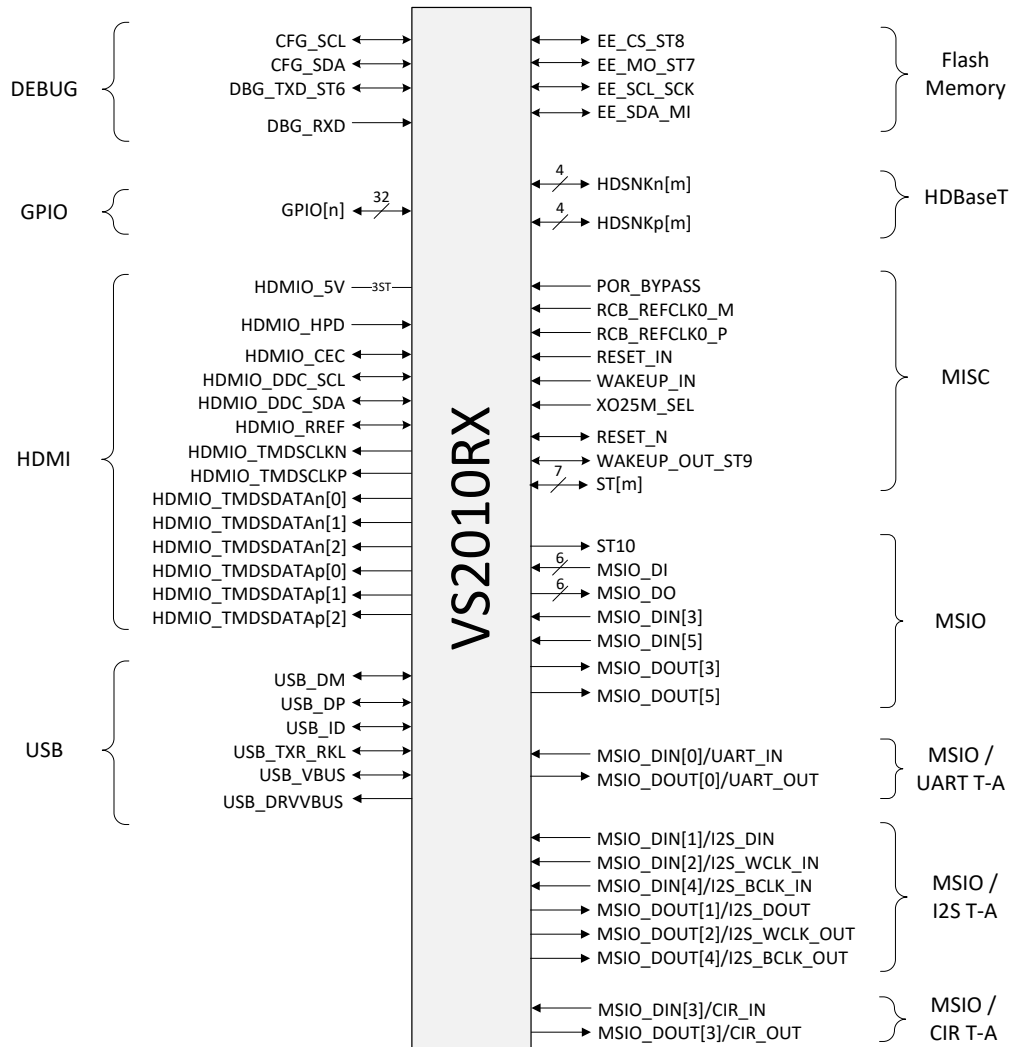 DEBUG
CFG_SCL
CFG_SDA
DBG_TXD_ST6
DBG_RXD
GPIO
GPIO[n]
32
HDMI
HDMIO_5V
3ST
HDMIO_HPD
HDMIO_CEC
HDMIO_DDC_SCL
HDMIO_DDC_SDA
HDMIO_RREF
HDMIO_TMDSCLKN
HDMIO_TMDSCLKP
HDMIO_TMDSDATAn[0]
HDMIO_TMDSDATAn[1]
HDMIO_TMDSDATAn[2]
HDMIO_TMDSDATAp[0]
HDMIO_TMDSDATAp[1]
HDMIO_TMDSDATAp[2]
USB
USB_DM
USB_DP
USB_ID
USB_TXR_RKL
USB_VBUS
USB_DRVVBUS
VS2010RX
EE_CS_ST8
EE_MO_ST7
EE_SCL_SCK
EE_SDA_MI
Flash
Memory
4
HDSNKn[m]
4
HDSNKp[m]
HDBaseT
POR_BYPASS
RCB_REFCLK0_M
RCB_REFCLK0_P
RESET_IN
WAKEUP_IN
XO25M_SEL
RESET_N
WAKEUP_OUT_ST9
7
ST[m]
MISC
ST10
6
MSIO_DI
6
MSIO_DO
MSIO_DIN[3]
MSIO_DIN[5]
MSIO_DOUT[3]
MSIO_DOUT[5]
MSIO
MSIO_DIN[0]/UART_IN
MSIO_DOUT[0]/UART_OUT
MSIO /
UART T-A
MSIO_DIN[1]/I2S_DIN
MSIO_DIN[2]/I2S_WCLK_IN
MSIO_DIN[4]/I2S_BCLK_IN
MSIO_DOUT[1]/I2S_DOUT
MSIO_DOUT[2]/I2S_WCLK_OUT
MSIO_DOUT[4]/I2S_BCLK_OUT
MSIO /
I2S T-A
MSIO_DIN[3]/CIR_IN
MSIO_DOUT[3]/CIR_OUT
MSIO /
CIR T-A